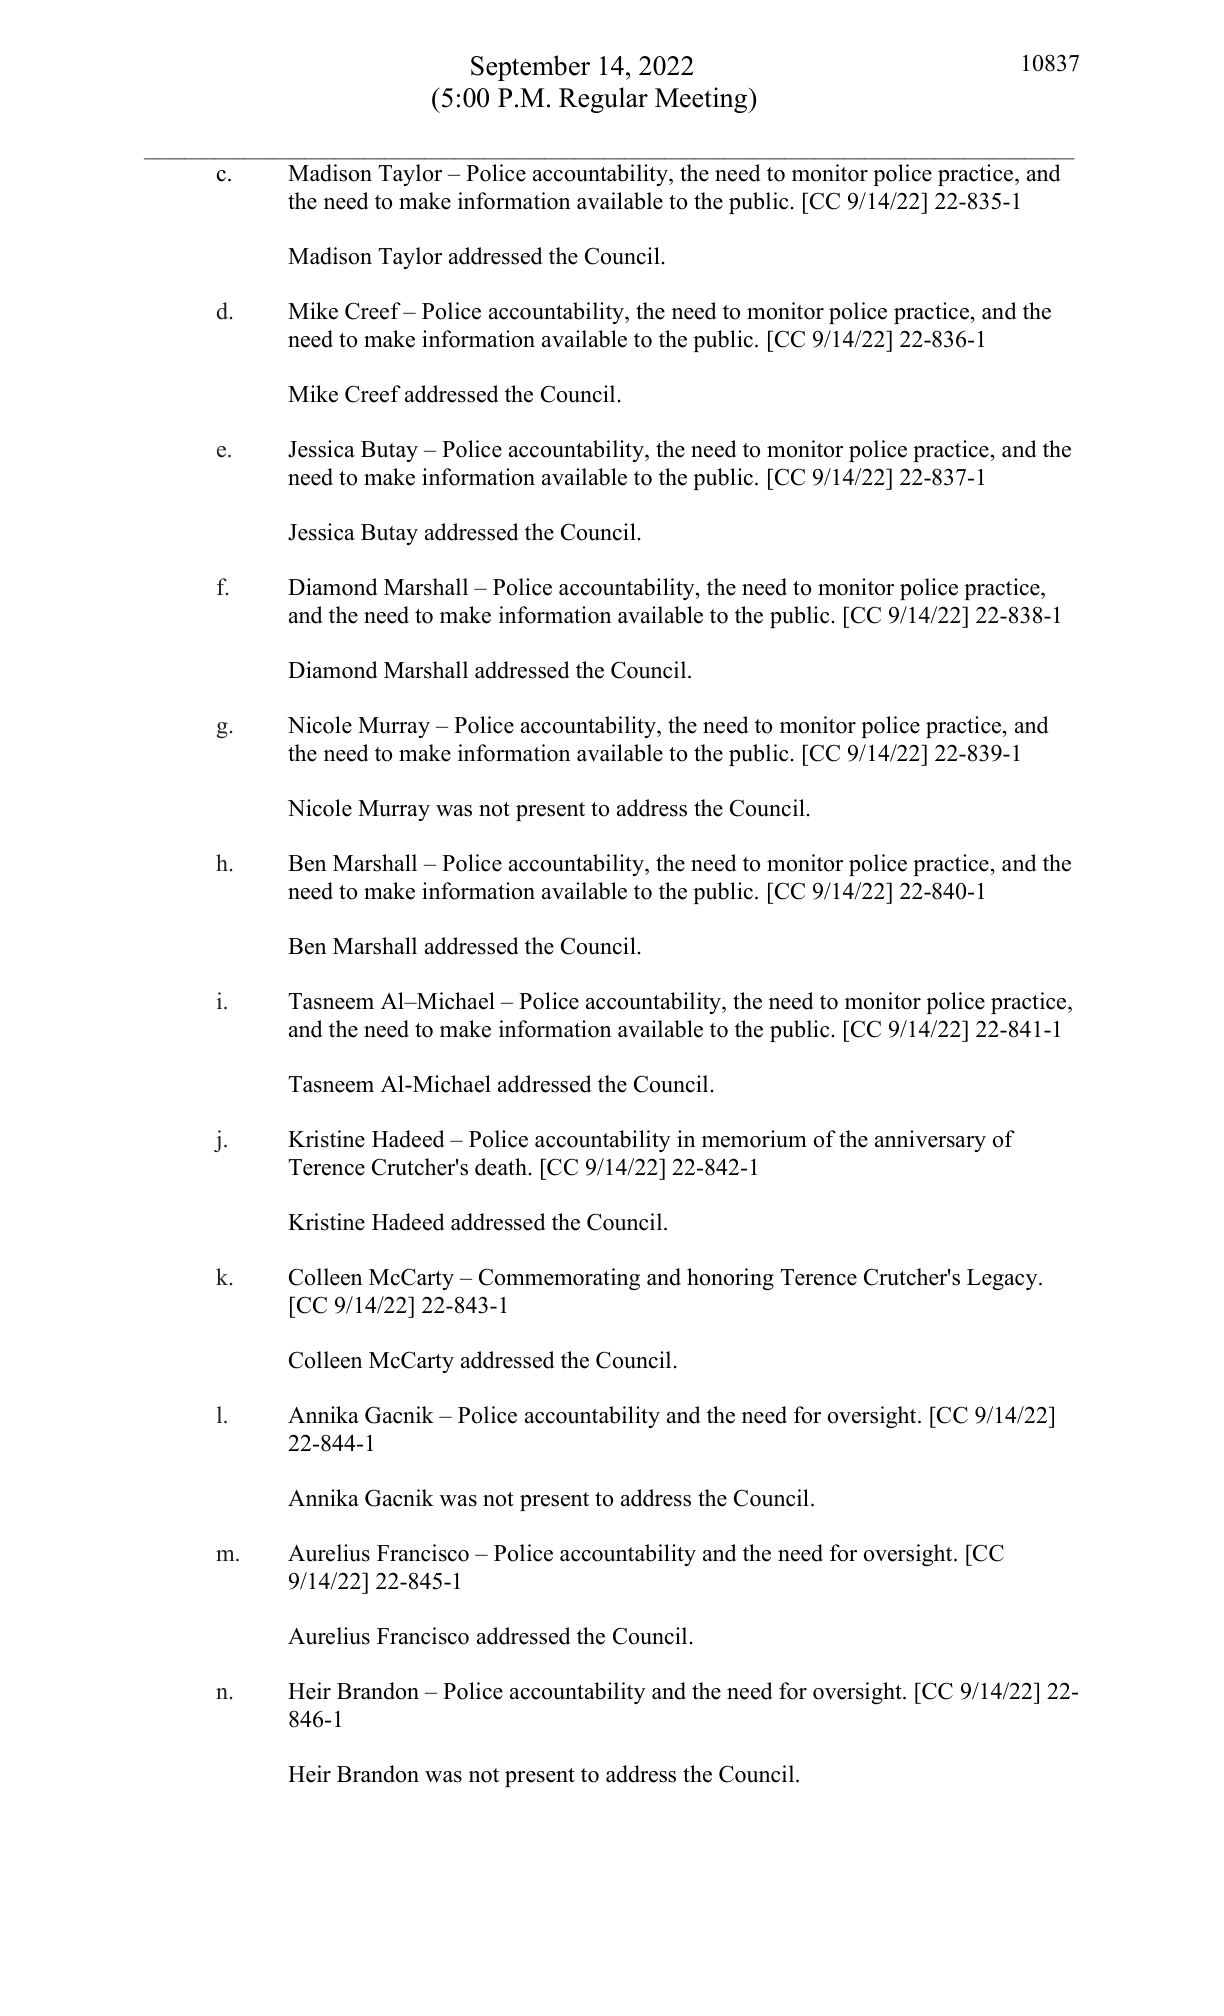 September 14, 2022
10837
(5:00 P.M. Regular Meeting)
c. Madison Taylor – Police accountability, the need to monitor police practice, and
the need to make information available to the public. [CC 9/14/22] 22-835-1
Madison Taylor addressed the Council.
d. Mike Creef – Police accountability, the need to monitor police practice, and the
need to make information available to the public. [CC 9/14/22] 22-836-1
Mike Creef addressed the Council.
e. Jessica Butay – Police accountability, the need to monitor police practice, and the
need to make information available to the public. [CC 9/14/22] 22-837-1
Jessica Butay addressed the Council.
f. Diamond Marshall – Police accountability, the need to monitor police practice,
and the need to make information available to the public. [CC 9/14/22] 22-838-1
Diamond Marshall addressed the Council.
g. Nicole Murray – Police accountability, the need to monitor police practice, and
the need to make information available to the public. [CC 9/14/22] 22-839-1
Nicole Murray was not present to address the Council.
h. Ben Marshall – Police accountability, the need to monitor police practice, and the
need to make information available to the public. [CC 9/14/22] 22-840-1
Ben Marshall addressed the Council.
i. Tasneem Al–Michael – Police accountability, the need to monitor police practice,
and the need to make information available to the public. [CC 9/14/22] 22-841-1
Tasneem Al-Michael addressed the Council.
j. Kristine Hadeed – Police accountability in memorium of the anniversary of
Terence Crutcher's death. [CC 9/14/22] 22-842-1
Kristine Hadeed addressed the Council.
k. Colleen McCarty – Commemorating and honoring Terence Crutcher's Legacy.
[CC 9/14/22] 22-843-1
Colleen McCarty addressed the Council.
l. Annika Gacnik – Police accountability and the need for oversight. [CC 9/14/22]
22-844-1
Annika Gacnik was not present to address the Council.
m. Aurelius Francisco – Police accountability and the need for oversight. [CC
9/14/22] 22-845-1
Aurelius Francisco addressed the Council.
n. Heir Brandon – Police accountability and the need for oversight. [CC 9/14/22] 22-
846-1
Heir Brandon was not present to address the Council.